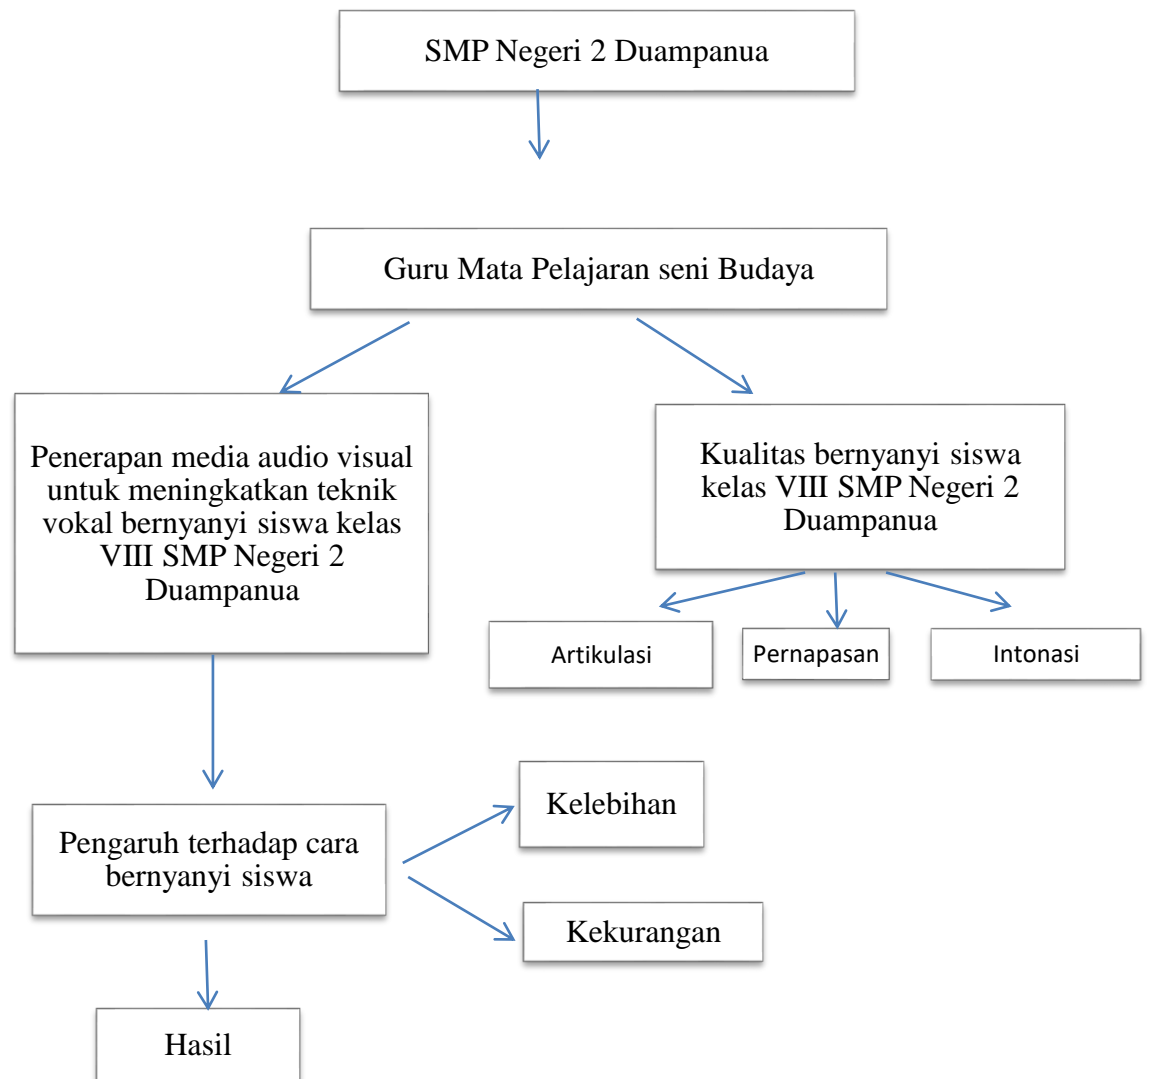 SMP Negeri 2 Duampanua
Guru Mata Pelajaran seni Budaya
Penerapan media audio visual
untuk meningkatkan teknik
vokal bernyanyi siswa kelas
VIII SMP Negeri 2
Duampanua
Kualitas bernyanyi siswa
kelas VIII SMP Negeri 2
Duampanua
Artikulasi
Pernapasan
Intonasi
Pengaruh terhadap cara
bernyanyi siswa
Kelebihan
Kekurangan
Hasil